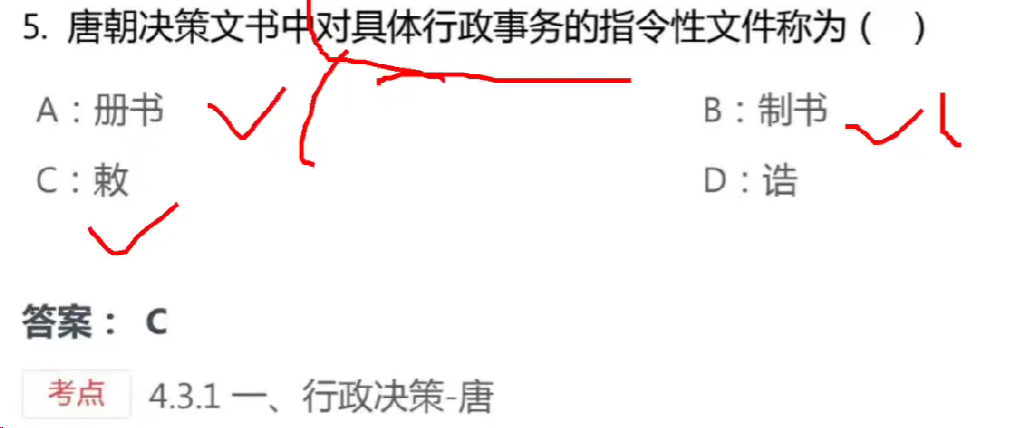 5. 唐朝决策文书中对具体行政事务的指令性文件称为（ ）
A：册书
B：制书
C：敕
D：诰
答案： C
考点 4.3.1 一、行政决策-唐